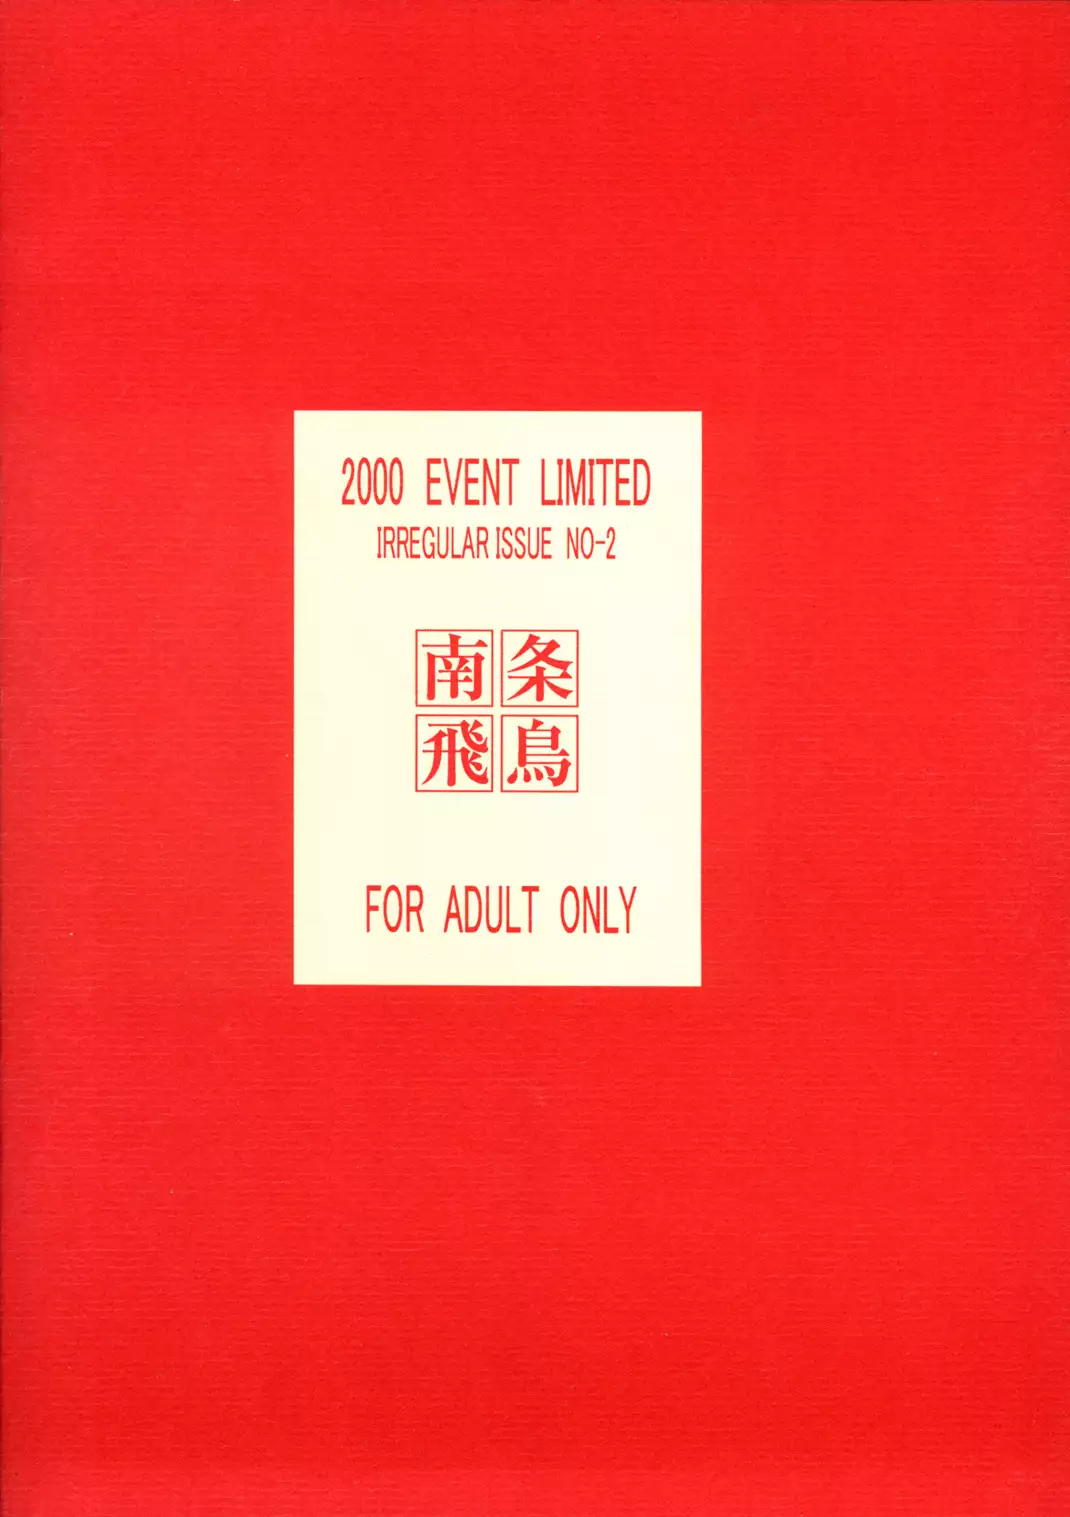 2000 EVENT LIMITED
IRREGULAR ISSUE NO-2
南条
飛鳥
FOR ADULT ONLY